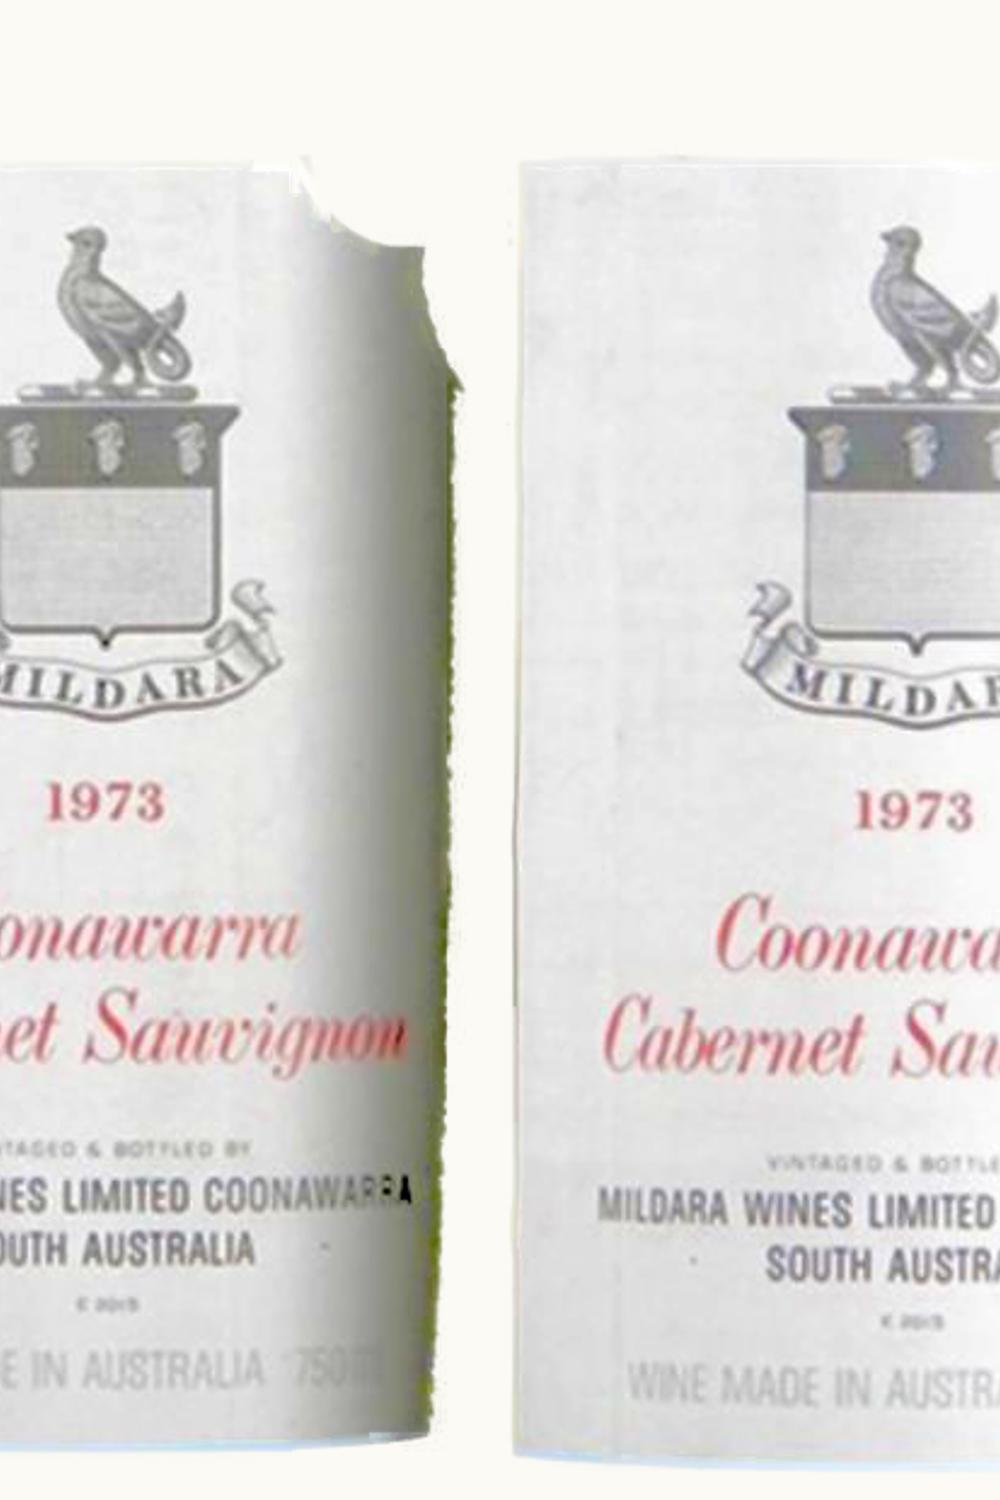 MILDARA
1973
onawarra
net Sauvignon
TAGED & BOTTLED BY
NES LIMITED COONAWARRA
OUTH AUSTRALIA
E IN AUSTRALIA 750
MILDAR
1973
Coonawa
Cabernet Sau
VINTAGED & BOTTLE
MILDARA WINES LIMITED
SOUTH AUSTRA
WINE MADE IN AUSTRA